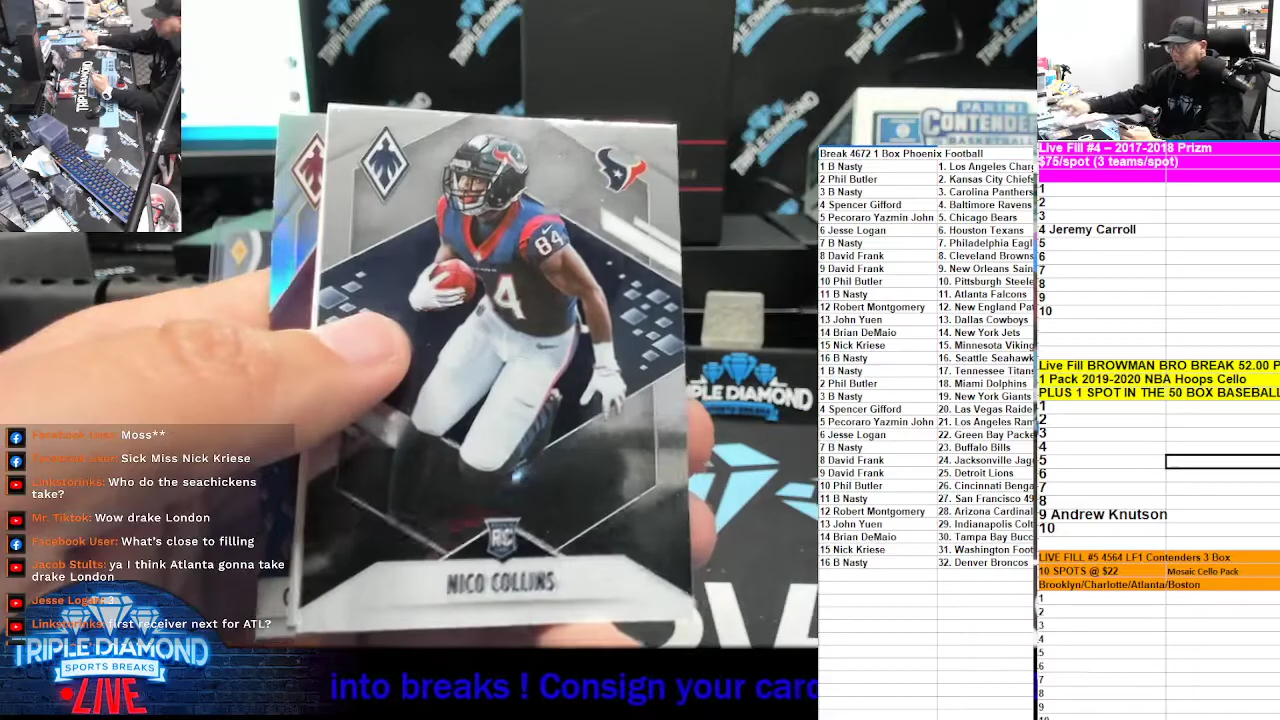 TRIPLE DIAMOND
PANINI
CONTENDE
BASKETBALL
84
4
RC
NICO COLLINS
TRIPLE DIAMOND
SPORTS BREAKS
Moss**
Sick Miss Nick Kriese
Linkstorinks: Who do the seachickens
take?
Mr. Tiktok: Wow drake London
Facebook User: What's close to filling
Jacob Stults: ya I think Atlanta gonna take
drake London
Jesse Logan:
Linkstorinks: first receiver next for ATL?
TRIPLE DIAMOND
SPORTS BREAKS
LIVE
into breaks ! Consign your card
Break 4672 1 Box Phoenix Football
1 B Nasty 1. Los Angeles Charg
2 Phil Butler 2. Kansas City Chiefs
3 B Nasty 3. Carolina Panthers
4 Spencer Gifford 4. Baltimore Ravens
5 Pecoraro Yazmin John 5. Chicago Bears
6 Jesse Logan 6. Houston Texans
7 B Nasty 7. Philadelphia Eagl
8 David Frank 8. Cleveland Browns
9 David Frank 9. New Orleans Sain
10 Phil Butler 10. Pittsburgh Steele
11 B Nasty 11. Atlanta Falcons
12 Robert Montgomery 12. New England Pat
13 John Yuen 13. Dallas Cowboys
14 Brian DeMaio 14. New York Jets
15 Nick Kriese 15. Minnesota Viking
16 B Nasty 16. Seattle Seahawk
1 B Nasty 17. Tennessee Titans
2 Phil Butler 18. Miami Dolphins
3 B Nasty 19. New York Giants
4 Spencer Gifford 20. Las Vegas Raide
5 Pecoraro Yazmin John 21. Los Angeles Ram
6 Jesse Logan 22. Green Bay Packe
7 B Nasty 23. Buffalo Bills
8 David Frank 24. Jacksonville Jag
9 David Frank 25. Detroit Lions
10 Phil Butler 26. Cincinnati Benga
11 B Nasty 27. San Francisco 49
12 Robert Montgomery 28. Arizona Cardinal
13 John Yuen 29. Indianapolis Colt
14 Brian DeMaio 30. Tampa Bay Bucc
15 Nick Kriese 31. Washington Foot
16 B Nasty 32. Denver Broncos
Live Fill #4 – 2017-2018 Prizm
$75/spot (3 teams/spot)
1
2
3
4 Jeremy Carroll
5
6
7
8
9
10
Live Fill BROWMAN BRO BREAK 52.00 P
1 Pack 2019-2020 NBA Hoops Cello
PLUS 1 SPOT IN THE 50 BOX BASEBALL
1
2
3
4
5
6
7
8
9 Andrew Knutson
10
LIVE FILL #5 4564 LF1 Contenders 3 Box
10 SPOTS @ $22 Mosaic Cello Pack
Brooklyn/Charlotte/Atlanta/Boston
1
2
3
4
5
6
7
8
9
10